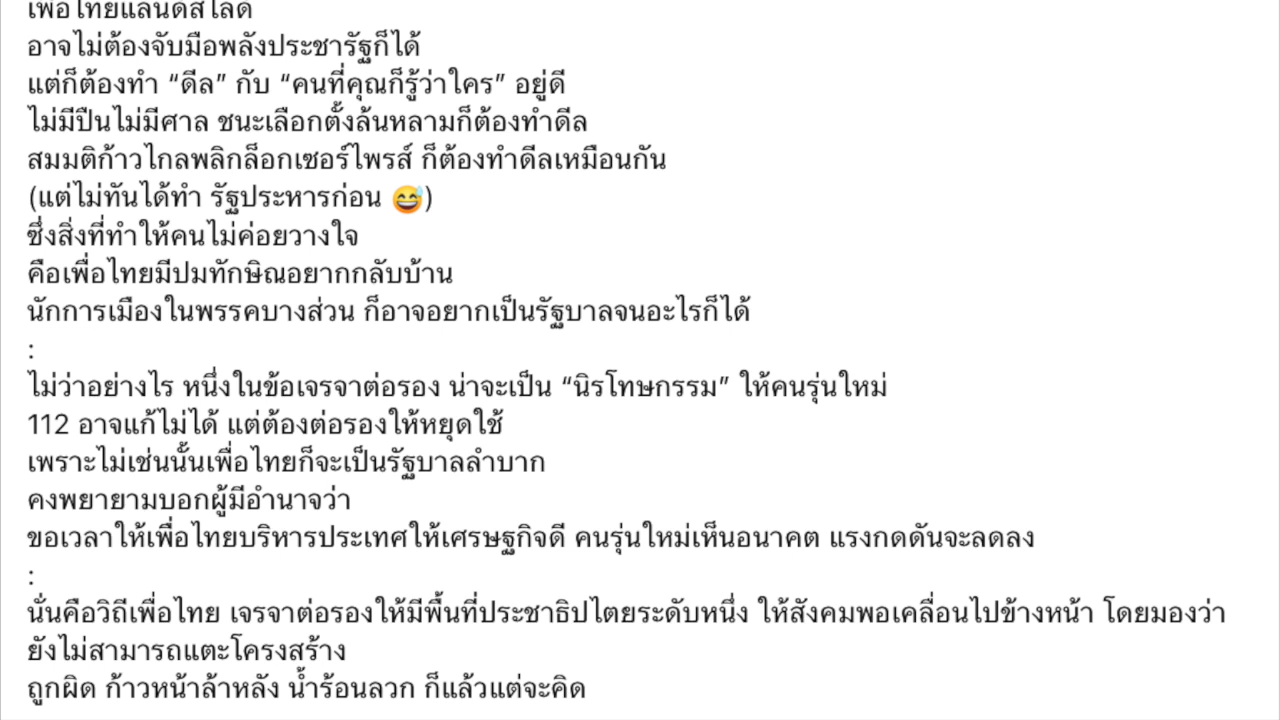 เพื่อไทยแลนด์สไลด์
อาจไม่ต้องจับมือพลังประชารัฐก็ได้
แต่ก็ต้องทำ “ดีล” กับ “คนที่คุณก็รู้ว่าใคร” อยู่ดี
ไม่มีปืนไม่มีศาล ชนะเลือกตั้งล้นหลามก็ต้องทำดีล
สมมติก้าวไกลพลิกล็อกเซอร์ไพรส์ ก็ต้องทำดีลเหมือนกัน
(แต่ไม่ทันได้ทำ รัฐประหารก่อน 😅)
ซึ่งสิ่งที่ทำให้คนไม่ค่อยวางใจ
คือเพื่อไทยมีปมทักษิณอยากกลับบ้าน
นักการเมืองในพรรคบางส่วน ก็อาจอยากเป็นรัฐบาลจนอะไรก็ได้
:
ไม่ว่าอย่างไร หนึ่งในข้อเจรจาต่อรอง น่าจะเป็น “นิรโทษกรรม” ให้คนรุ่นใหม่
112 อาจแก้ไม่ได้ แต่ต้องต่อรองให้หยุดใช้
เพราะไม่เช่นนั้นเพื่อไทยก็จะเป็นรัฐบาลลำบาก
คงพยายามบอกผู้มีอำนาจว่า
ขอเวลาให้เพื่อไทยบริหารประเทศให้เศรษฐกิจดี คนรุ่นใหม่เห็นอนาคต แรงกดดันจะลดลง
:
นั่นคือวิถีเพื่อไทย เจรจาต่อรองให้มีพื้นที่ประชาธิปไตยระดับหนึ่ง ให้สังคมพอเคลื่อนไปข้างหน้า โดยมองว่า
ยังไม่สามารถแตะโครงสร้าง
ถูกผิด ก้าวหน้าล้าหลัง น้ำร้อนลวก ก็แล้วแต่จะคิด